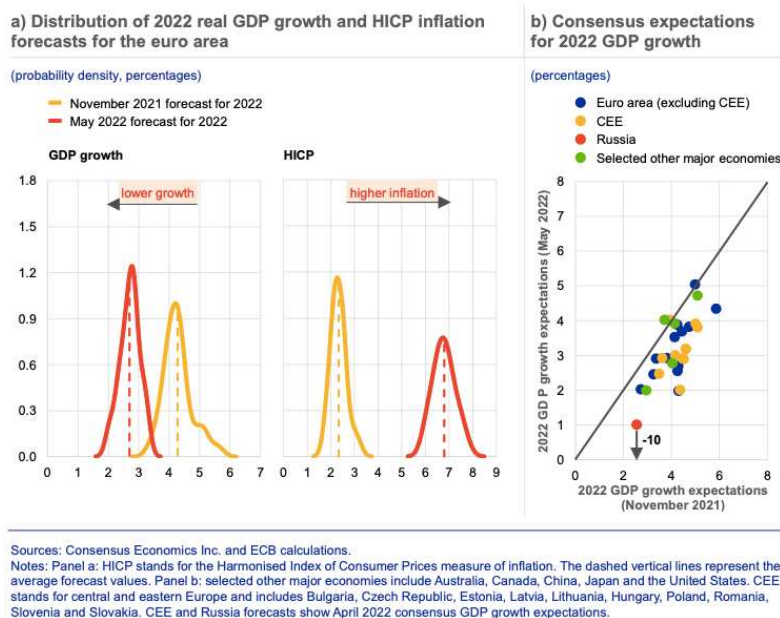 a) Distribution of 2022 real GDP growth and HICP inflation
forecasts for the euro area
(probability density, percentages)
November 2021 forecast for 2022
May 2022 forecast for 2022
GDP growth
lower growth
1.8
1.5
1.2
0.9
0.6
0.3
0.0
0 1 2 3 4 5 6 7
HICP
higher inflation
0 1 2 3 4 5 6 7 8 9
b) Consensus expectations
for 2022 GDP growth
(percentages)
Euro area (excluding CEE)
CEE
Russia
Selected other major economies
2022 GD P growth expectations (May 2022)
8
7
6
5
4
3
2
1
0
-10
0 2 4 6 8
2022 GDP growth expectations
(November 2021)
Sources: Consensus Economics Inc. and ECB calculations.
Notes: Panel a: HICP stands for the Harmonised Index of Consumer Prices measure of inflation. The dashed vertical lines represent the
average forecast values. Panel b: selected other major economies include Australia, Canada, China, Japan and the United States. CEE
stands for central and eastern Europe and includes Bulgaria, Czech Republic, Estonia, Latvia, Lithuania, Hungary, Poland, Romania,
Slovenia and Slovakia. CEE and Russia forecasts show April 2022 consensus GDP growth expectations.